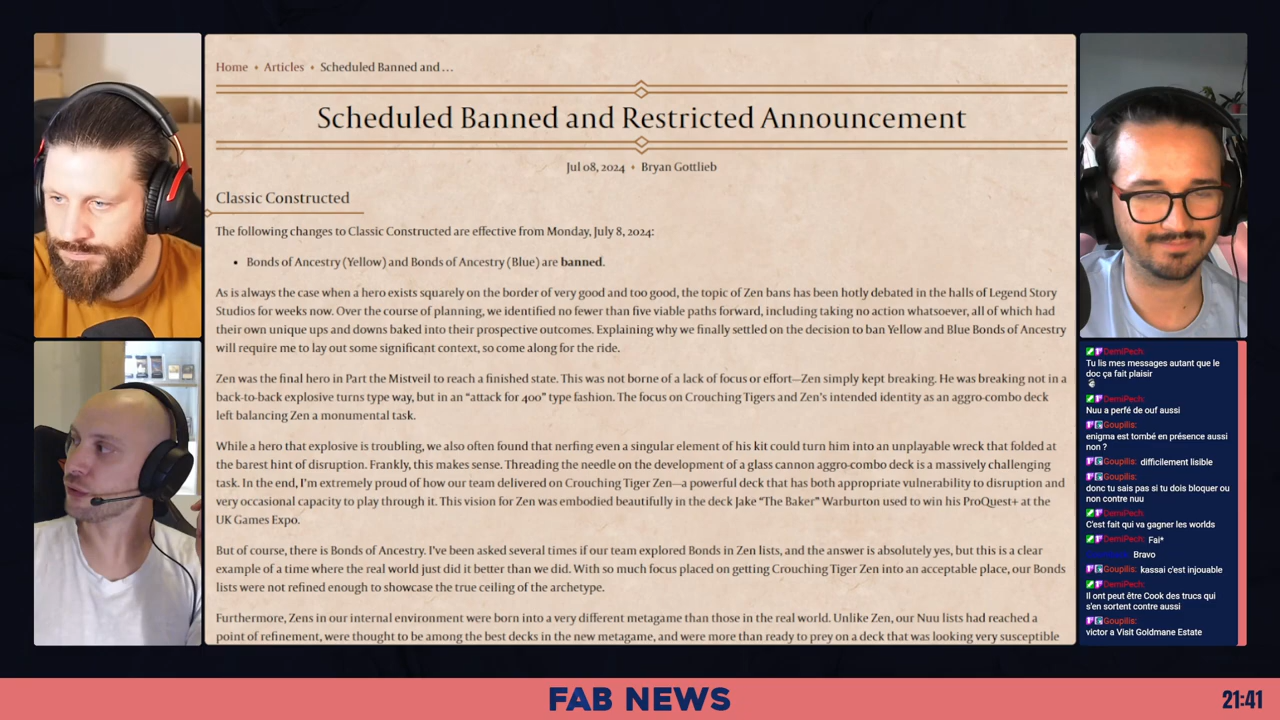 Home • Articles • Scheduled Banned and ...
Scheduled Banned and Restricted Announcement
Jul 08, 2024 • Bryan Gottlieb
Classic Constructed
The following changes to Classic Constructed are effective from Monday, July 8, 2024:
• Bonds of Ancestry (Yellow) and Bonds of Ancestry (Blue) are banned.
As is always the case when a hero exists squarely on the border of very good and too good, the topic of Zen bans has been hotly debated in the halls of Legend Story
Studios for weeks now. Over the course of planning, we identified no fewer than five viable paths forward, including taking no action whatsoever, all of which had
their own unique ups and downs baked into their prospective outcomes. Explaining why we finally settled on the decision to ban Yellow and Blue Bonds of Ancestry
will require me to lay out some significant context, so come along for the ride.
Zen was the final hero in Part the Mistveil to reach a finished state. This was not borne of a lack of focus or effort—Zen simply kept breaking. He was breaking not in a
back-to-back explosive turns type way, but in an “attack for 400” type fashion. The focus on Crouching Tigers and Zen’s intended identity as an aggro-combo deck
left balancing Zen a monumental task.
While a hero that explosive is troubling, we also often found that nerfing even a singular element of his kit could turn him into an unplayable wreck that folded at
the barest hint of disruption. Frankly, this makes sense. Threading the needle on the development of a glass cannon aggro-combo deck is a massively challenging
task. In the end, I’m extremely proud of how our team delivered on Crouching Tiger Zen—a powerful deck that has both appropriate vulnerability to disruption and
very occasional capacity to play through it. This vision for Zen was embodied beautifully in the deck Jake “The Baker” Warburton used to win his ProQuest+ at the
UK Games Expo.
But of course, there is Bonds of Ancestry. I’ve been asked several times if our team explored Bonds in Zen lists, and the answer is absolutely yes, but this is a clear
example of a time where the real world just did it better than we did. With so much focus placed on getting Crouching Tiger Zen into an acceptable place, our Bonds
lists were not refined enough to showcase the true ceiling of the archetype.
Furthermore, Zens in our internal environment were born into a very different metagame than those in the real world. Unlike Zen, our Nuu lists had reached a
point of refinement, were thought to be among the best decks in the new metagame, and were more than ready to prey on a deck that was looking very susceptible
DemiPech:
Tu lis mes messages autant que le
doc ça fait plaisir
DemiPech:
Nuu a perfé de ouf aussi
Goupilis:
enigma est tombé en présence aussi
non ?
Goupilis: difficilement lisible
Goupilis:
donc tu sais pas si tu dois bloquer ou
non contre nuu
DemiPech:
C'est fait qui va gagner les worlds
DemiPech: Fai*
Bravo
Goupilis: kassai c'est injouable
DemiPech:
Il ont peut être Cook des trucs qui
s'en sortent contre aussi
Goupilis:
victor a Visit Goldmane Estate
FAB NEWS
21:41